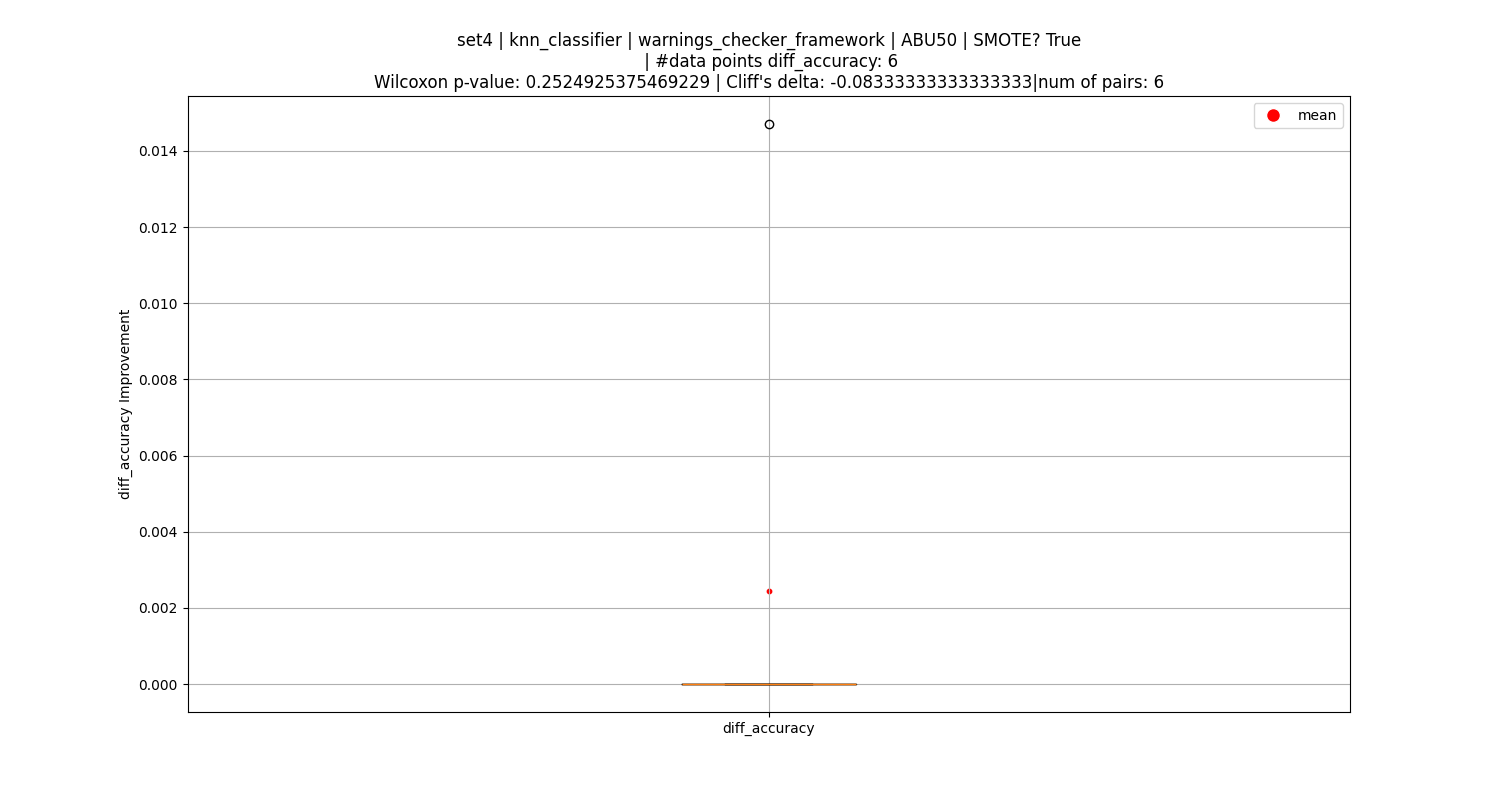 set4 | knn_classifier | warnings_checker_framework | ABU50 | SMOTE? True
| #data points diff_accuracy: 6
Wilcoxon p-value: 0.2524925375469229 | Cliff's delta: -0.08333333333333333|num of pairs: 6
mean
0.014
0.012
0.010
0.008
0.006
0.004
0.002
0.000
diff_accuracy Improvement
diff_accuracy